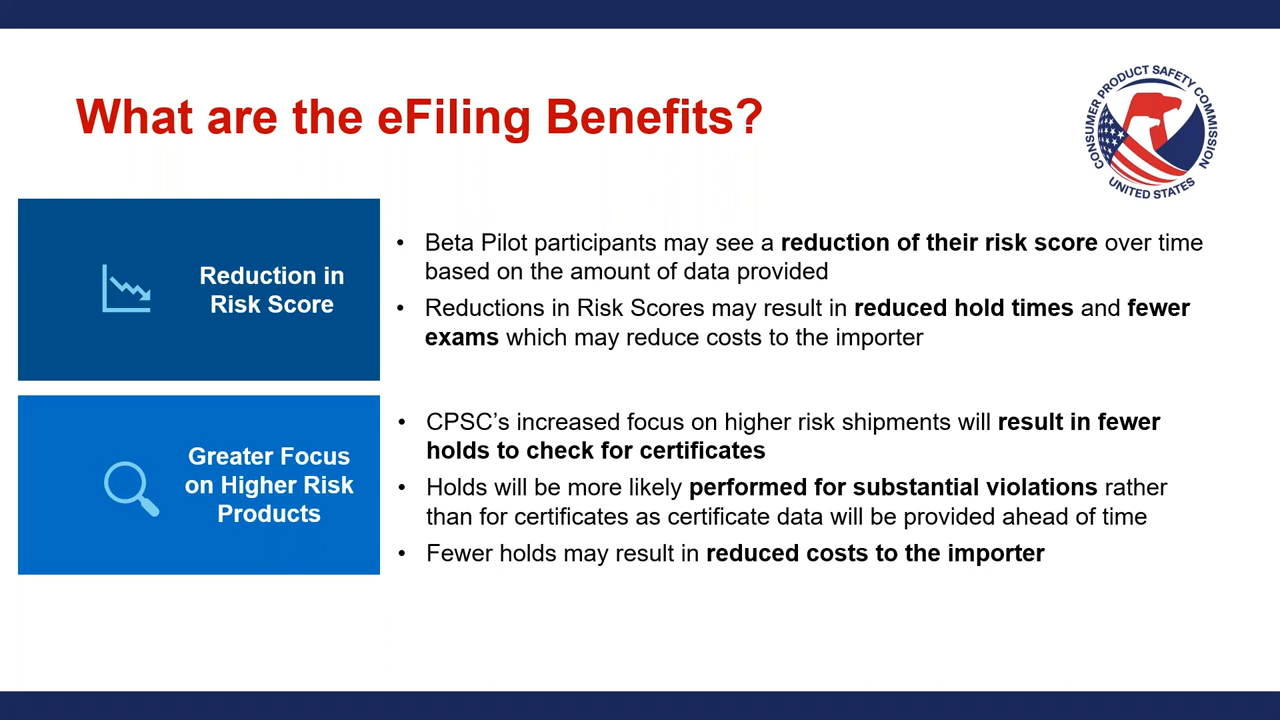 What are the eFiling Benefits?
CONSUMER PRODUCT SAFETY COMMISSION
UNITED STATES
Reduction in
Risk Score
• Beta Pilot participants may see a reduction of their risk score over time
based on the amount of data provided
• Reductions in Risk Scores may result in reduced hold times and fewer
exams which may reduce costs to the importer
Greater Focus
on Higher Risk
Products
• CPSC’s increased focus on higher risk shipments will result in fewer
holds to check for certificates
• Holds will be more likely performed for substantial violations rather
than for certificates as certificate data will be provided ahead of time
• Fewer holds may result in reduced costs to the importer